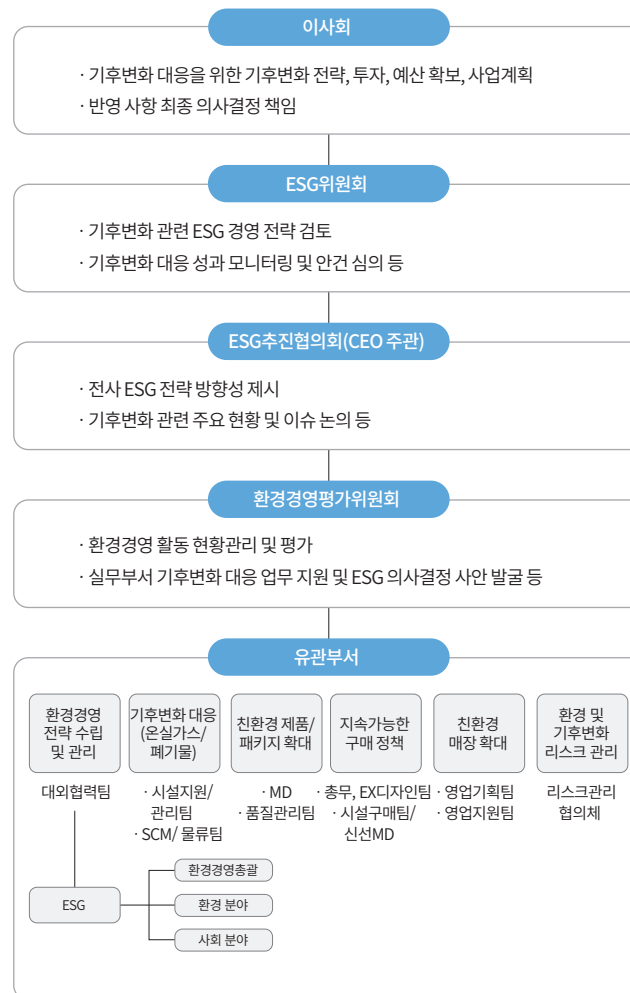 이사회
· 기후변화 대응을 위한 기후변화 전략, 투자, 예산 확보, 사업계획
· 반영 사항 최종 의사결정 책임
ESG위원회
· 기후변화 관련 ESG 경영 전략 검토
· 기후변화 대응 성과 모니터링 및 안건 심의 등
ESG추진협의회(CEO 주관)
· 전사 ESG 전략 방향성 제시
· 기후변화 관련 주요 현황 및 이슈 논의 등
환경경영평가위원회
· 환경경영 활동 현황관리 및 평가
· 실무부서 기후변화 대응 업무 지원 및 ESG 의사결정 사안 발굴 등
유관부서
환경경영
전략 수립
및 관리
기후변화 대응
(온실가스/
폐기물)
친환경 제품/
패키지 확대
지속가능한
구매 정책
친환경
매장 확대
환경 및
기후변화
리스크 관리
대외협력팀
· 시설지원/
관리팀
· SCM/ 물류팀
· MD
· 품질관리팀
· 총무, EX디자인팀
· 시설구매팀/
신선MD
· 영업기획팀
· 영업지원팀
리스크관리
협의체
ESG
환경경영총괄
환경 분야
사회 분야